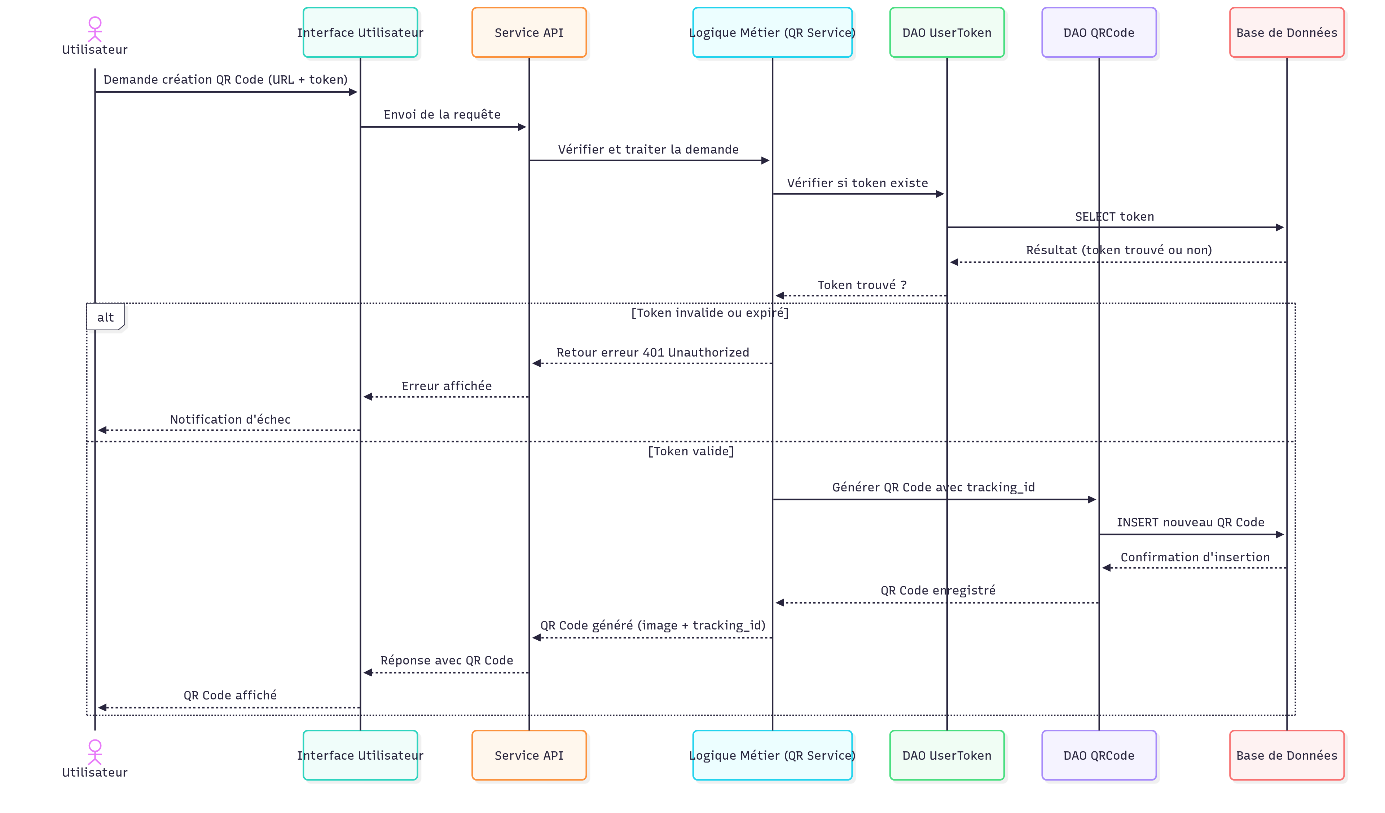 Utilisateur
Interface Utilisateur
Service API
Logique Métier (QR Service)
DAO UserToken
DAO QRCode
Base de Données
Demande création QR Code (URL + token)
Envoi de la requête
Vérifier et traiter la demande
Vérifier si token existe
SELECT token
Résultat (token trouvé ou non)
Token trouvé ?
alt
[Token invalide ou expiré]
Retour erreur 401 Unauthorized
Erreur affichée
Notification d'échec
[Token valide]
Générer QR Code avec tracking_id
INSERT nouveau QR Code
Confirmation d'insertion
QR Code enregistré
QR Code généré (image + tracking_id)
Réponse avec QR Code
QR Code affiché
Utilisateur
Interface Utilisateur
Service API
Logique Métier (QR Service)
DAO UserToken
DAO QRCode
Base de Données